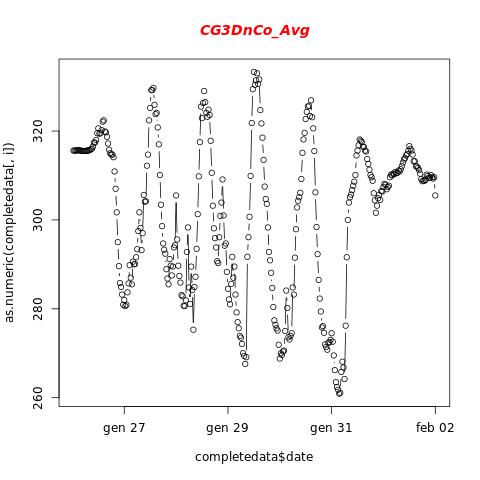 CG3DnCo_Avg
as.numeric(completedata[, i])
320
300
280
260
gen 27
gen 29
gen 31
feb 02
completedata$date